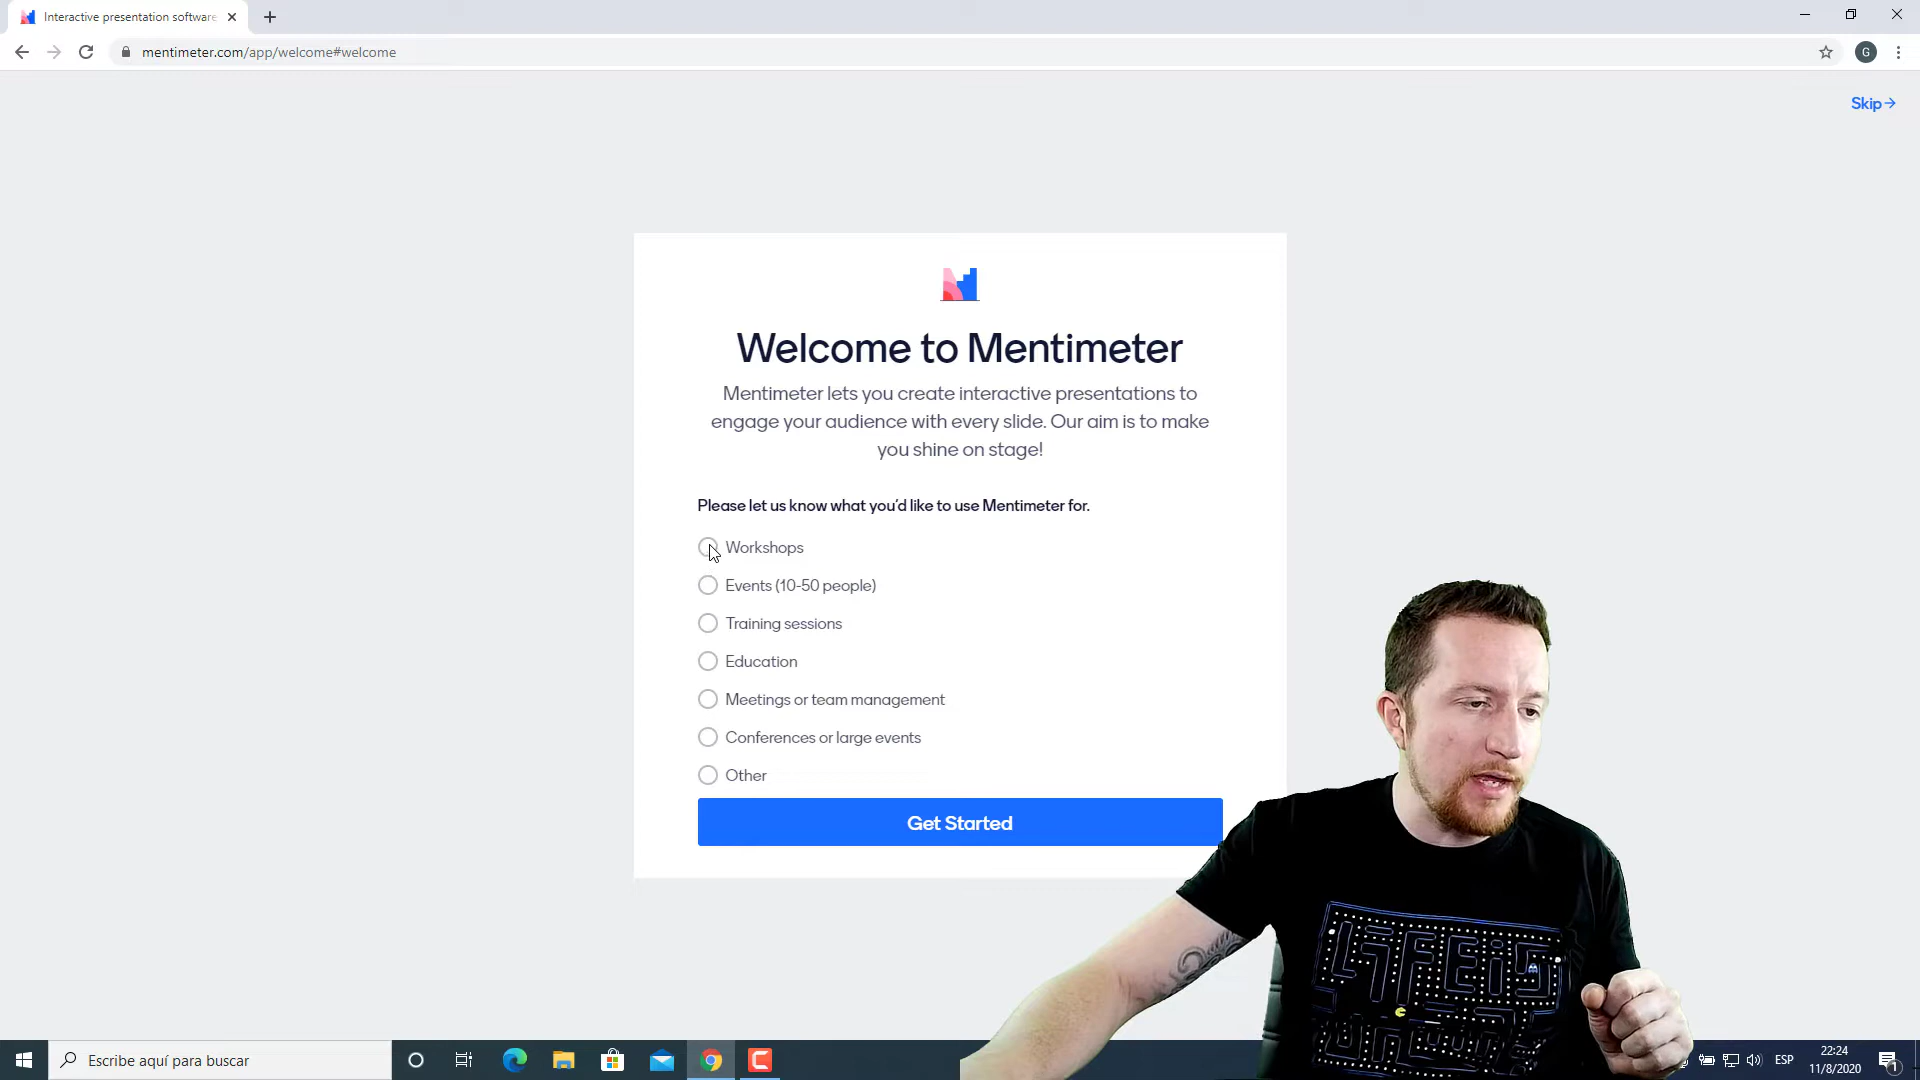 Interactive presentation software
mentimeter.com/app/welcome#welcome
G
Skip
Welcome to Mentimeter
Mentimeter lets you create interactive presentations to
engage your audience with every slide. Our aim is to make
you shine on stage!
Please let us know what you'd like to use Mentimeter for.
Workshops
Events (10-50 people)
Training sessions
Education
Meetings or team management
Conferences or large events
Other
Get Started
LIFE IS
Escribe aquí para buscar
ESP
22:24
11/8/2020
1